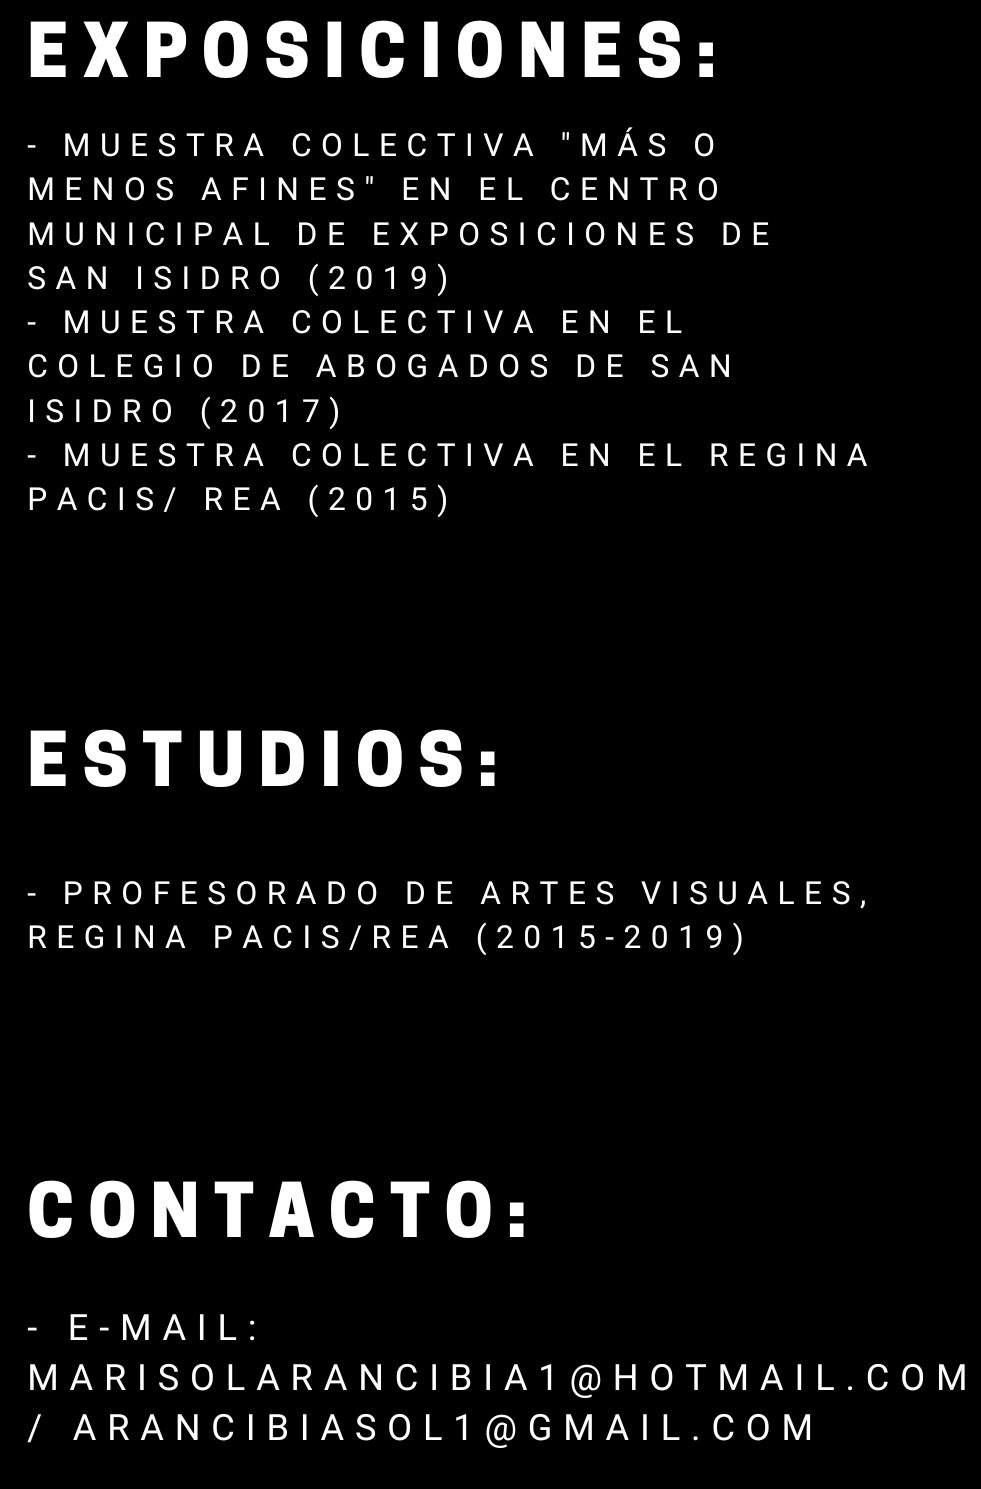 EXPOSICIONES:
- MUESTRA COLECTIVA "MÁS O
MENOS AFINES" EN EL CENTRO
MUNICIPAL DE EXPOSICIONES DE
SAN ISIDRO (2019)
- MUESTRA COLECTIVA EN EL
COLEGIO DE ABOGADOS DE SAN
ISIDRO (2017)
- MUESTRA COLECTIVA EN EL REGINA
PACIS/ REA (2015)
ESTUDIOS:
- PROFESORADO DE ARTES VISUALES,
REGINA PACIS/REA (2015-2019)
CONTACTO:
- E-MAIL:
MARISOLARANCIBIA1@HOTMAIL.COM
/ ARANCIBIASOL1@GMAIL.COM